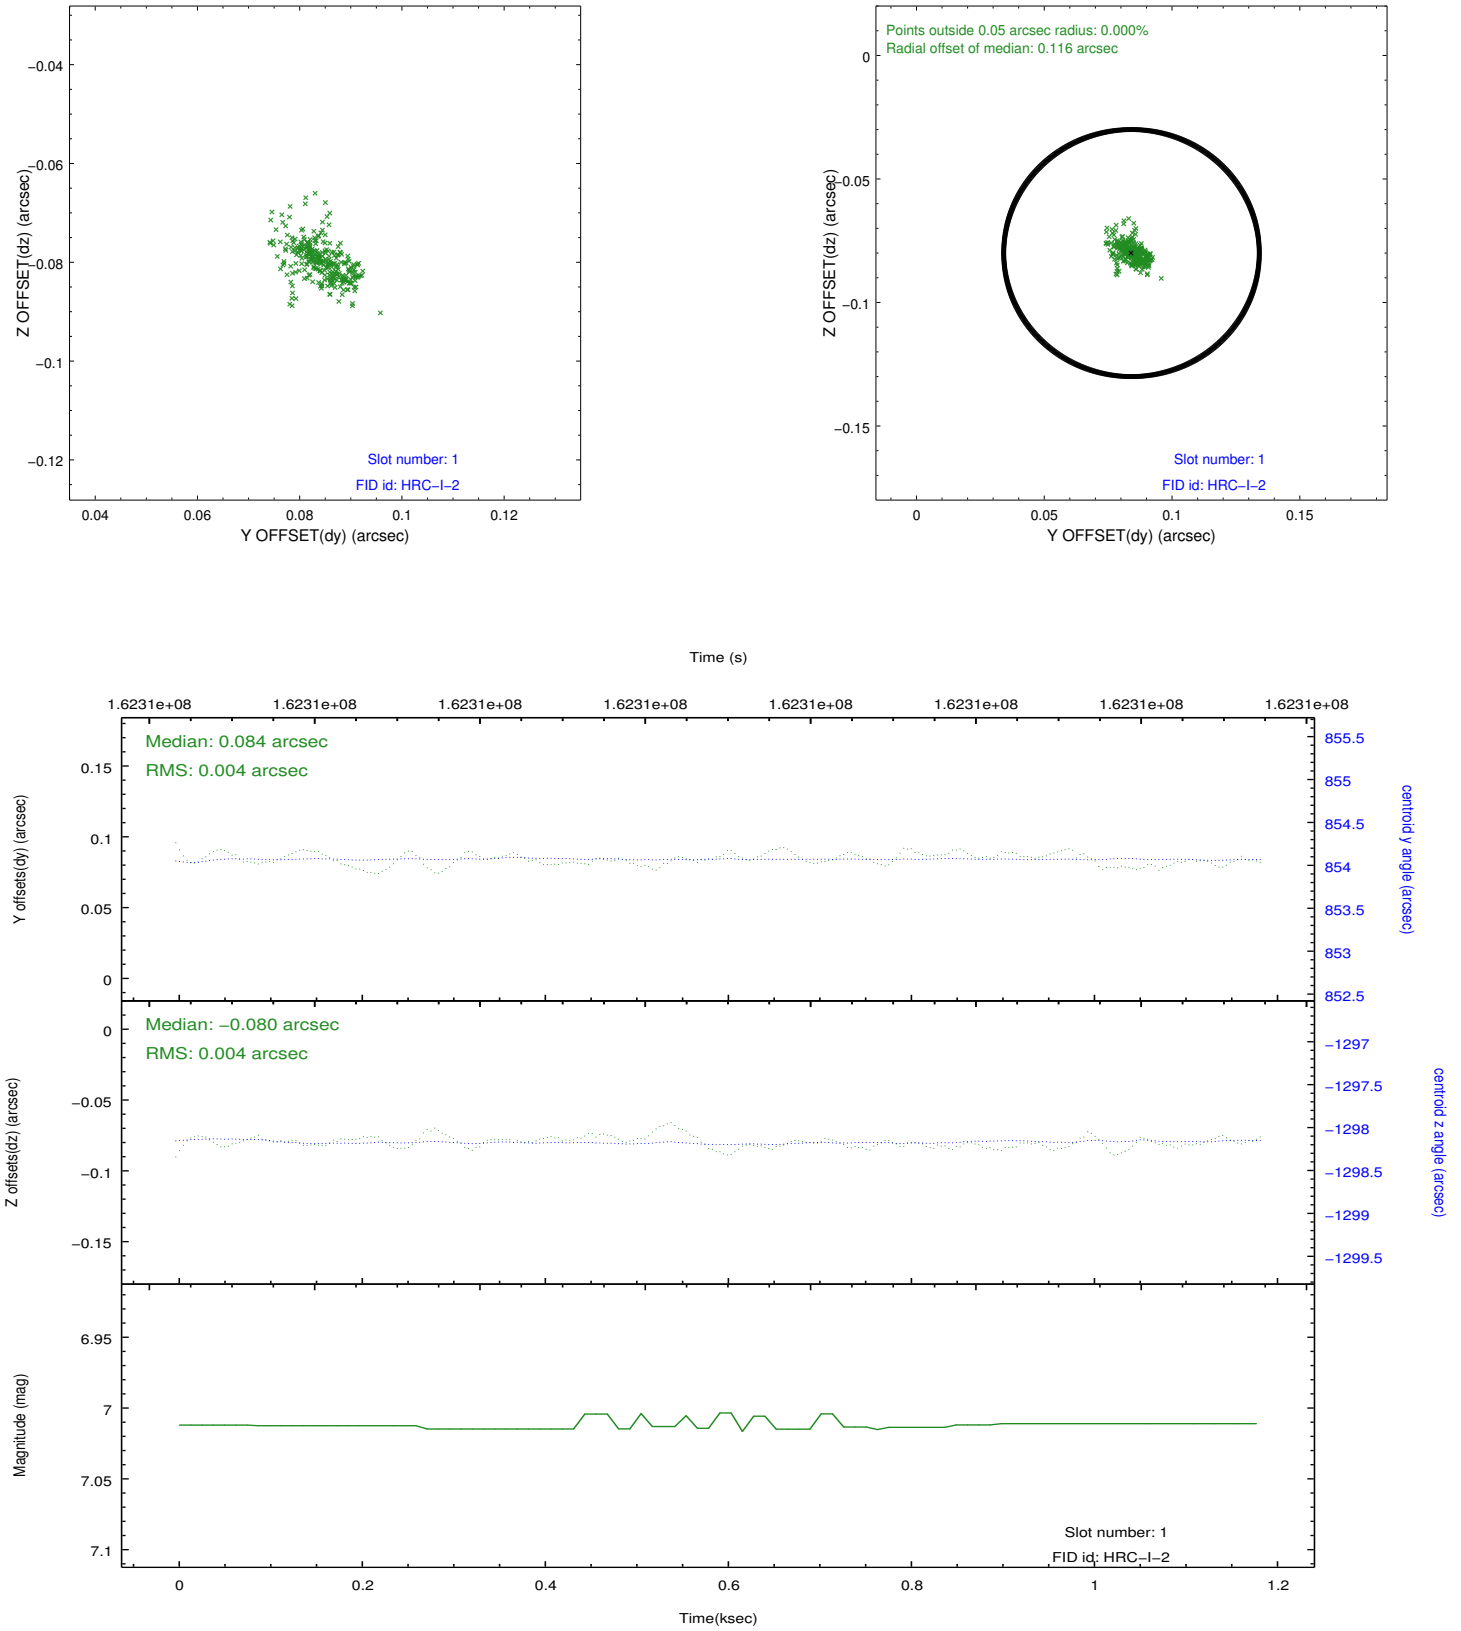 −0.04
−0.06
−0.08
−0.1
−0.12
Z OFFSET(dz) (arcsec)
Slot number: 1
FID id: HRC−I−2
0.04 0.06 0.08 0.1 0.12
Y OFFSET(dy) (arcsec)
Points outside 0.05 arcsec radius: 0.000%
Radial offset of median: 0.116 arcsec
0
−0.05
−0.1
−0.15
Z OFFSET(dz) (arcsec)
Slot number: 1
FID id: HRC−I−2
0 0.05 0.1 0.15
Y OFFSET(dy) (arcsec)
Time (s)
1.6231e+08 1.6231e+08 1.6231e+08 1.6231e+08 1.6231e+08 1.6231e+08 1.6231e+08 1.6231e+08
Median: 0.084 arcsec
RMS: 0.004 arcsec
0.15
0.1
0.05
0
Y offsets(dy) (arcsec)
855.5
855
854.5
854
853.5
853
852.5
centroid y angle (arcsec)
Median: −0.080 arcsec
RMS: 0.004 arcsec
0
−0.05
−0.1
−0.15
Z offsets(dz) (arcsec)
−1297
−1297.5
−1298
−1298.5
−1299
−1299.5
centroid z angle (arcsec)
6.95
7
7.05
7.1
Magnitude (mag)
Slot number: 1
FID id: HRC−I−2
0 0.2 0.4 0.6 0.8 1 1.2
Time(ksec)